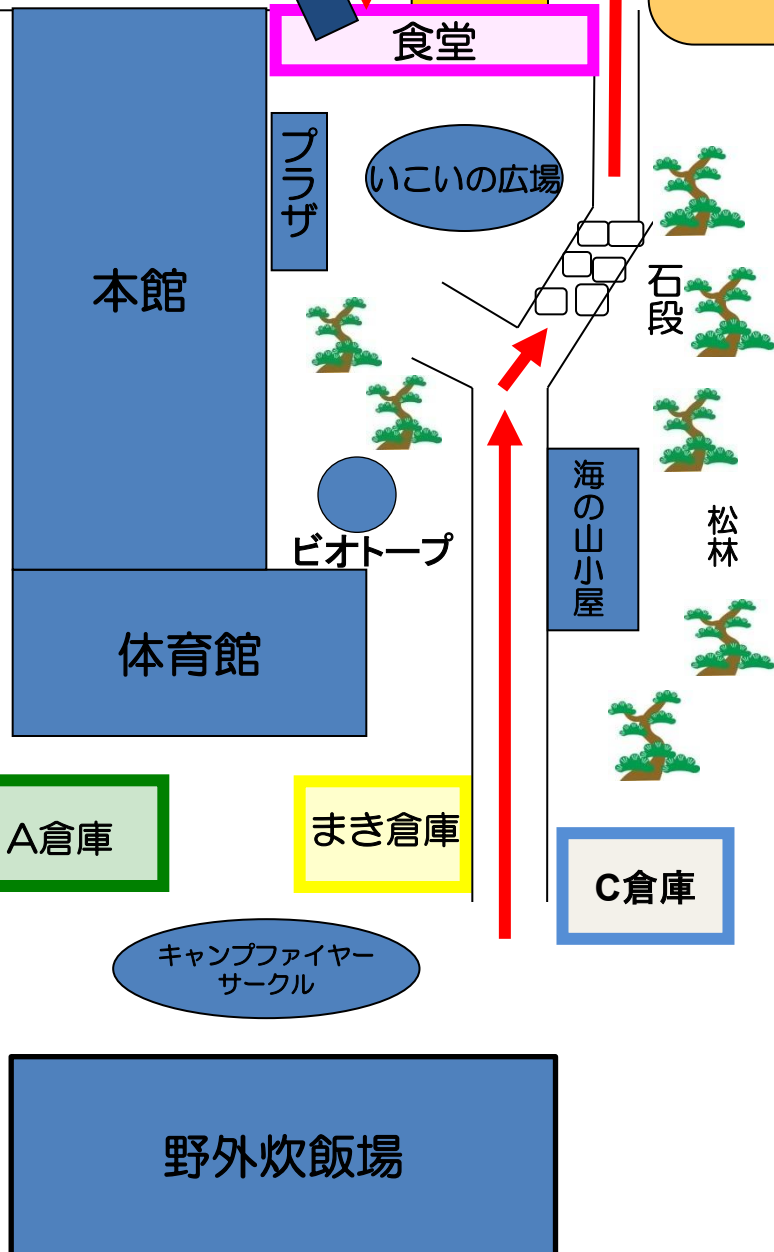 食堂
プラザ
いこいの広場
本館
石段
海の山小屋
松林
ビオトープ
体育館
A倉庫
まき倉庫
C倉庫
キャンプファイヤー
サークル
野外炊飯場